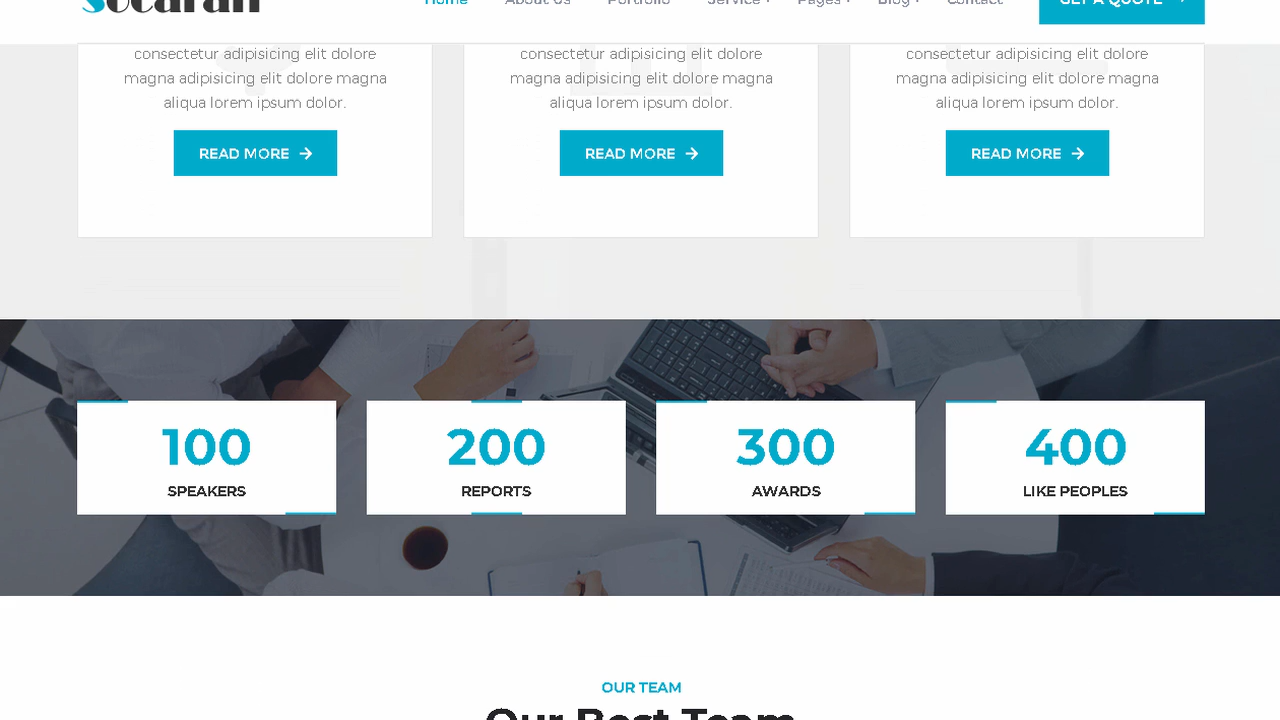 Socaran
Home About Us Portfolio Service Pages Blog Contact GET A QUOTE
consectetur adipisicing elit dolore
magna adipisicing elit dolore magna
aliqua lorem ipsum dolor.
READ MORE
consectetur adipisicing elit dolore
magna adipisicing elit dolore magna
aliqua lorem ipsum dolor.
READ MORE
consectetur adipisicing elit dolore
magna adipisicing elit dolore magna
aliqua lorem ipsum dolor.
READ MORE
100
SPEAKERS
200
REPORTS
300
AWARDS
400
LIKE PEOPLES
OUR TEAM
Our Best Team